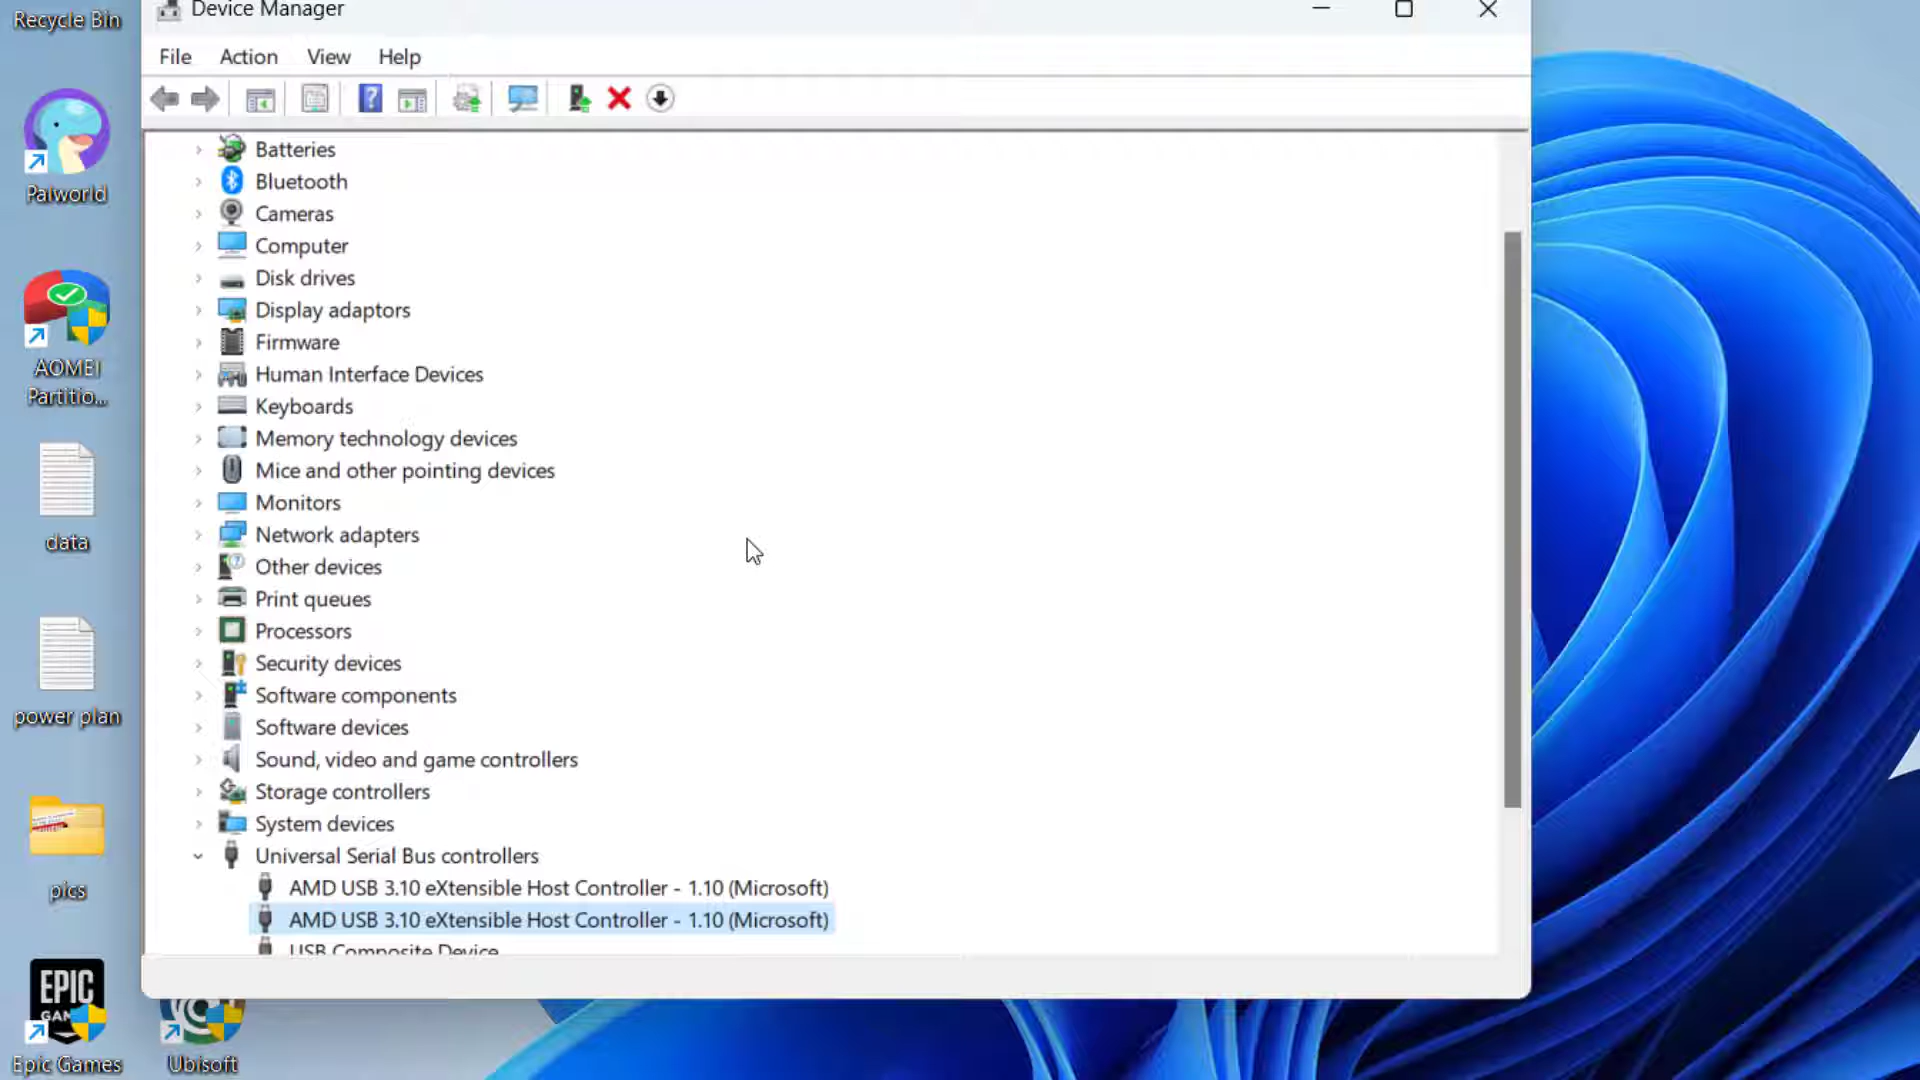 Recycle Bin
Device Manager
File Action View Help
Batteries
Bluetooth
Cameras
Computer
Disk drives
Display adaptors
Firmware
Human Interface Devices
Keyboards
Memory technology devices
Mice and other pointing devices
Monitors
Network adapters
Other devices
Print queues
Processors
Security devices
Software components
Software devices
Sound, video and game controllers
Storage controllers
System devices
Universal Serial Bus controllers
AMD USB 3.10 eXtensible Host Controller - 1.10 (Microsoft)
AMD USB 3.10 eXtensible Host Controller - 1.10 (Microsoft)
USB Composite Device
Palworld
AOMEI
Partitio...
data
power plan
pics
EPIC
GAM
Epic Games
Ubisoft